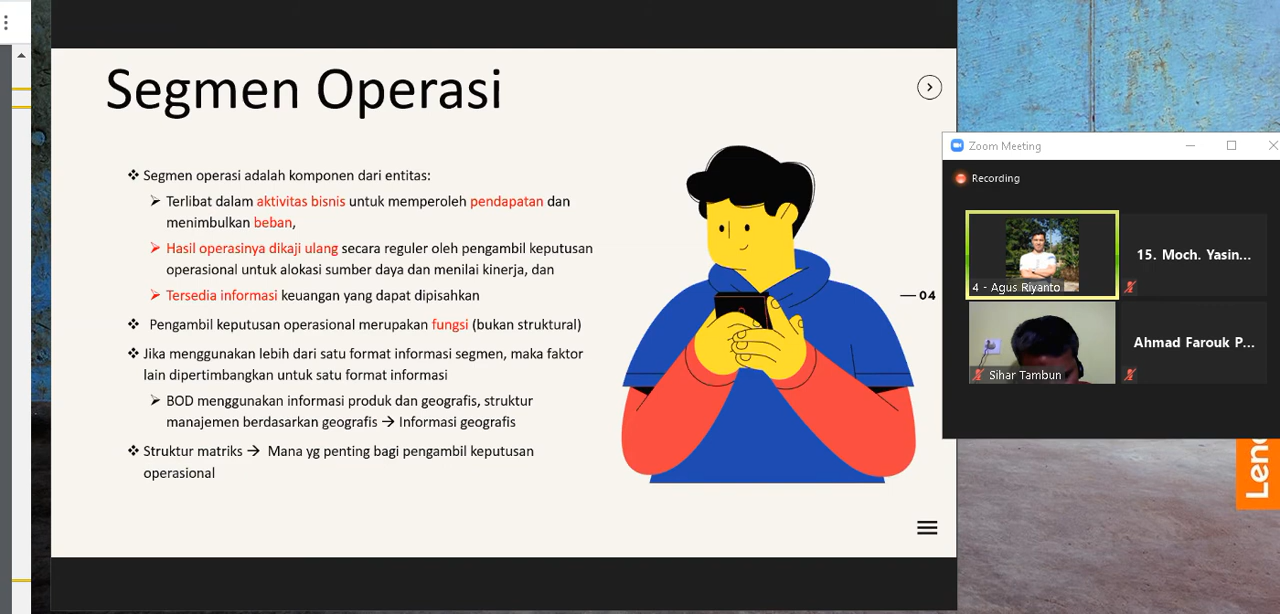 Segmen Operasi
❖ Segmen operasi adalah komponen dari entitas:
➢ Terlibat dalam aktivitas bisnis untuk memperoleh pendapatan dan
menimbulkan beban,
➢ Hasil operasinya dikaji ulang secara reguler oleh pengambil keputusan
operasional untuk alokasi sumber daya dan menilai kinerja, dan
➢ Tersedia informasi keuangan yang dapat dipisahkan
❖ Pengambil keputusan operasional merupakan fungsi (bukan struktural)
❖ Jika menggunakan lebih dari satu format informasi segmen, maka faktor
lain dipertimbangkan untuk satu format informasi
➢ BOD menggunakan informasi produk dan geografis, struktur
manajemen berdasarkan geografis → Informasi geografis
❖ Struktur matriks → Mana yg penting bagi pengambil keputusan
operasional
04
Zoom Meeting
Recording
4 - Agus Riyanto
15. Moch. Yasin...
Sihar Tambun
Ahmad Farouk P...
Leno